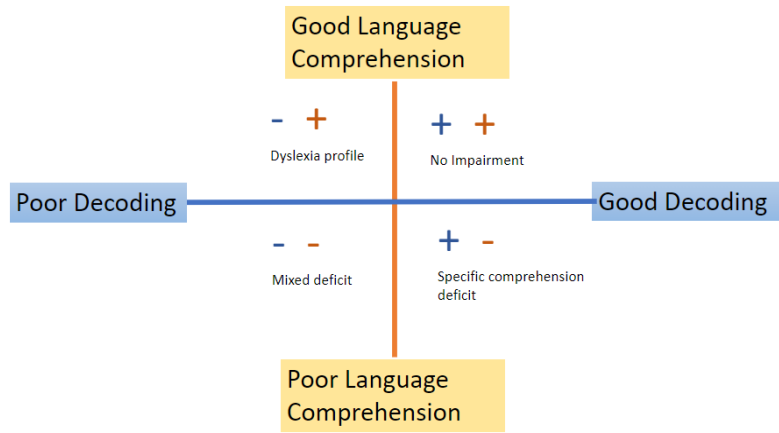 Good Language
Comprehension
- +
+ +
Dyslexia profile
No Impairment
Poor Decoding
Good Decoding
- -
+ -
Mixed deficit
Specific comprehension
deficit
Poor Language
Comprehension